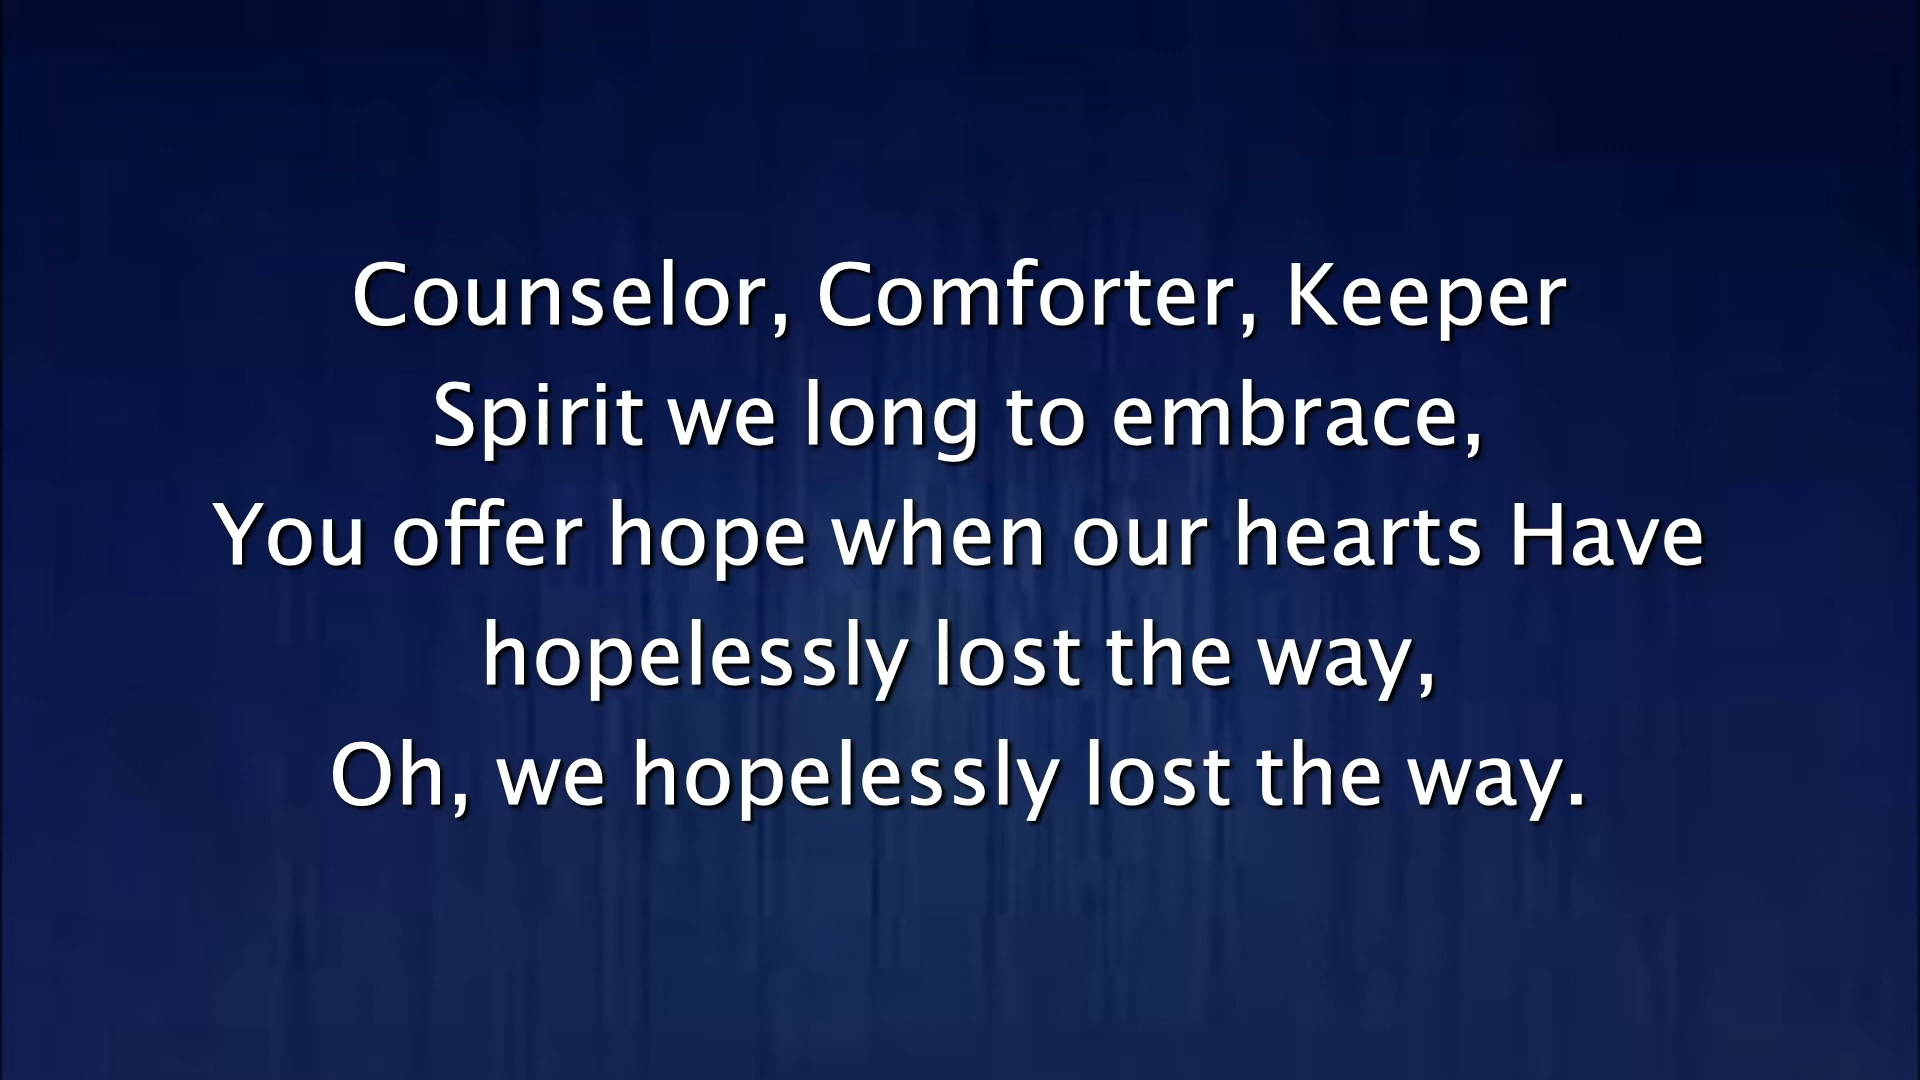 Counselor, Comforter, Keeper
Spirit we long to embrace,
You offer hope when our hearts Have
hopelessly lost the way,
Oh, we hopelessly lost the way.